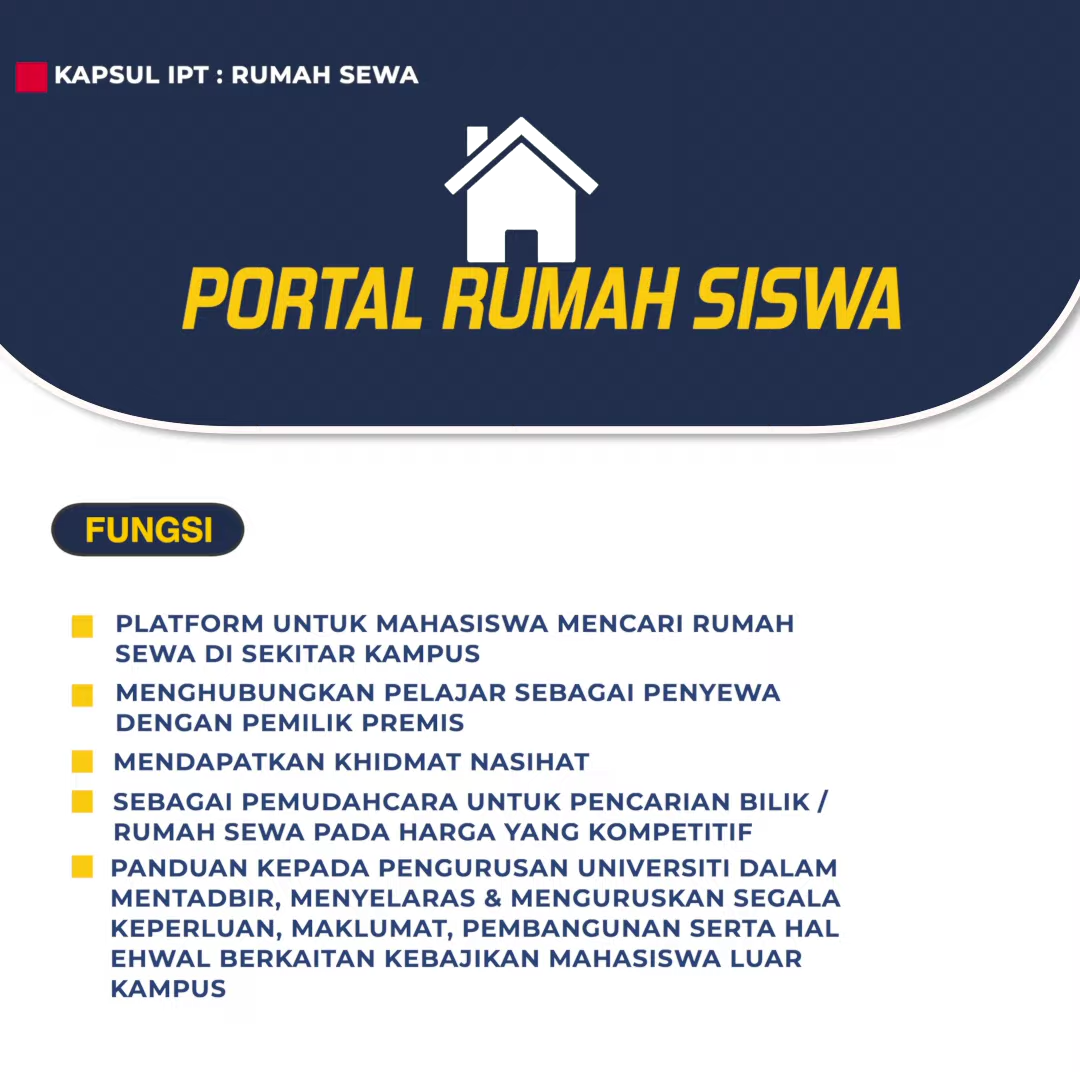 KAPSUL IPT : RUMAH SEWA
PORTAL RUMAH SISWA
FUNGSI
PLATFORM UNTUK MAHASISWA MENCARI RUMAH
SEWA DI SEKITAR KAMPUS
MENGHUBUNGKAN PELAJAR SEBAGAI PENYEWA
DENGAN PEMILIK PREMIS
MENDAPATKAN KHIDMAT NASIHAT
SEBAGAI PEMUDAHCARA UNTUK PENCARIAN BILIK /
RUMAH SEWA PADA HARGA YANG KOMPETITIF
PANDUAN KEPADA PENGURUSAN UNIVERSITI DALAM
MENTADBIR, MENYELARAS & MENGURUSKAN SEGALA
KEPERLUAN, MAKLUMAT, PEMBANGUNAN SERTA HAL
EHWAL BERKAITAN KEBAJIKAN MAHASISWA LUAR
KAMPUS